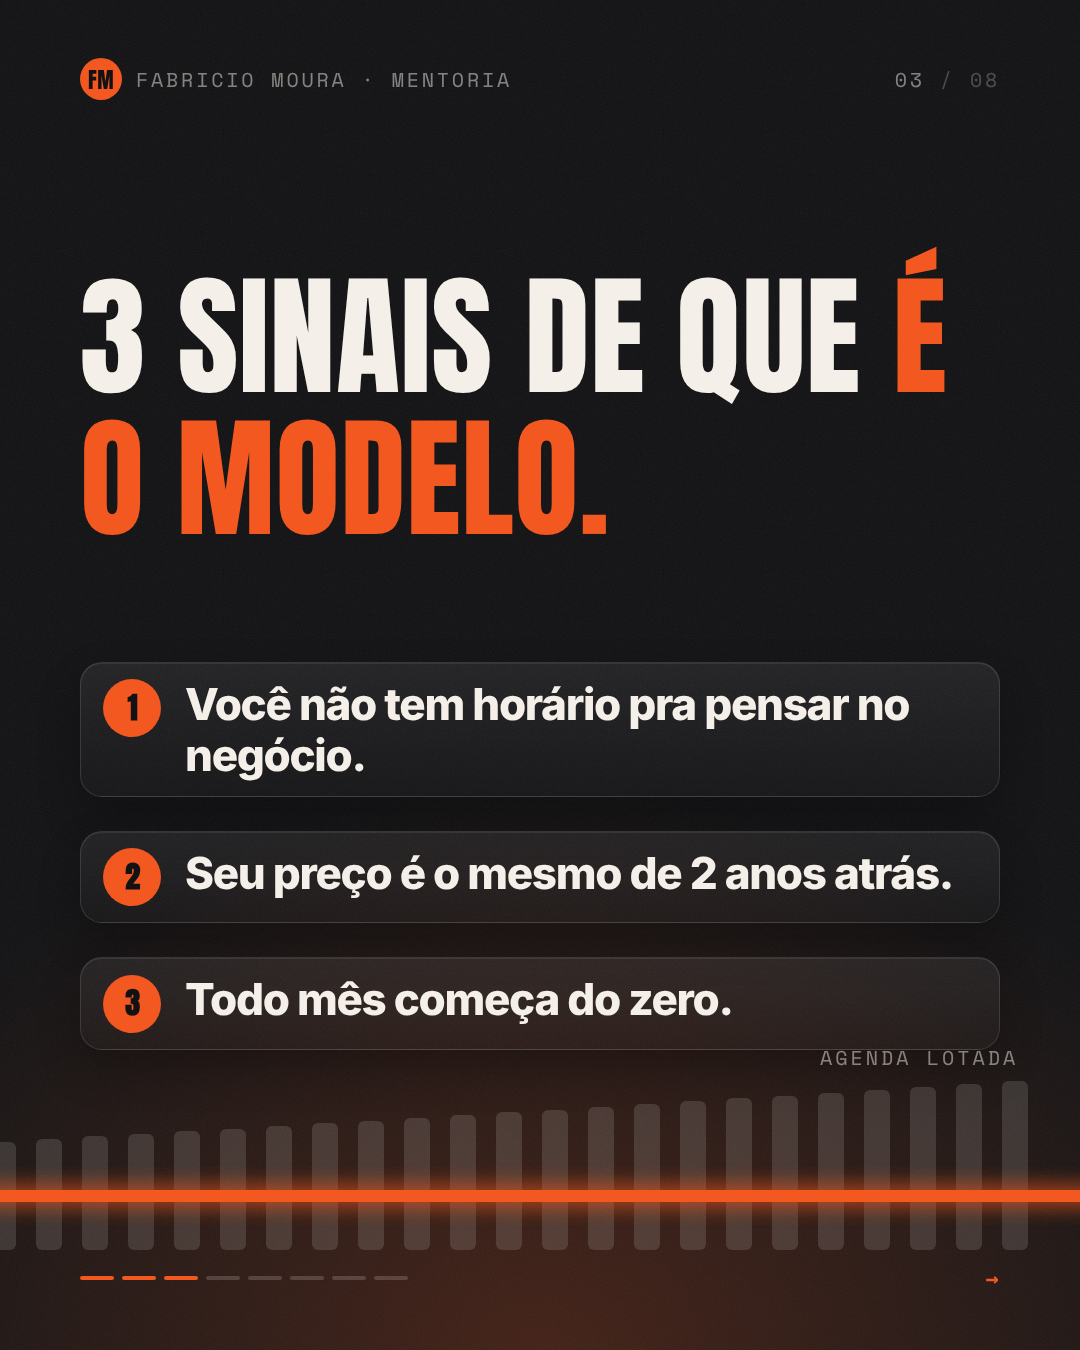 FM FABRICIO MOURA · MENTORIA
03 / 08
3 SINAIS DE QUE É
O MODELO.
1 Você não tem horário pra pensar no
negócio.
2 Seu preço é o mesmo de 2 anos atrás.
3 Todo mês começa do zero.
AGENDA LOTADA
→